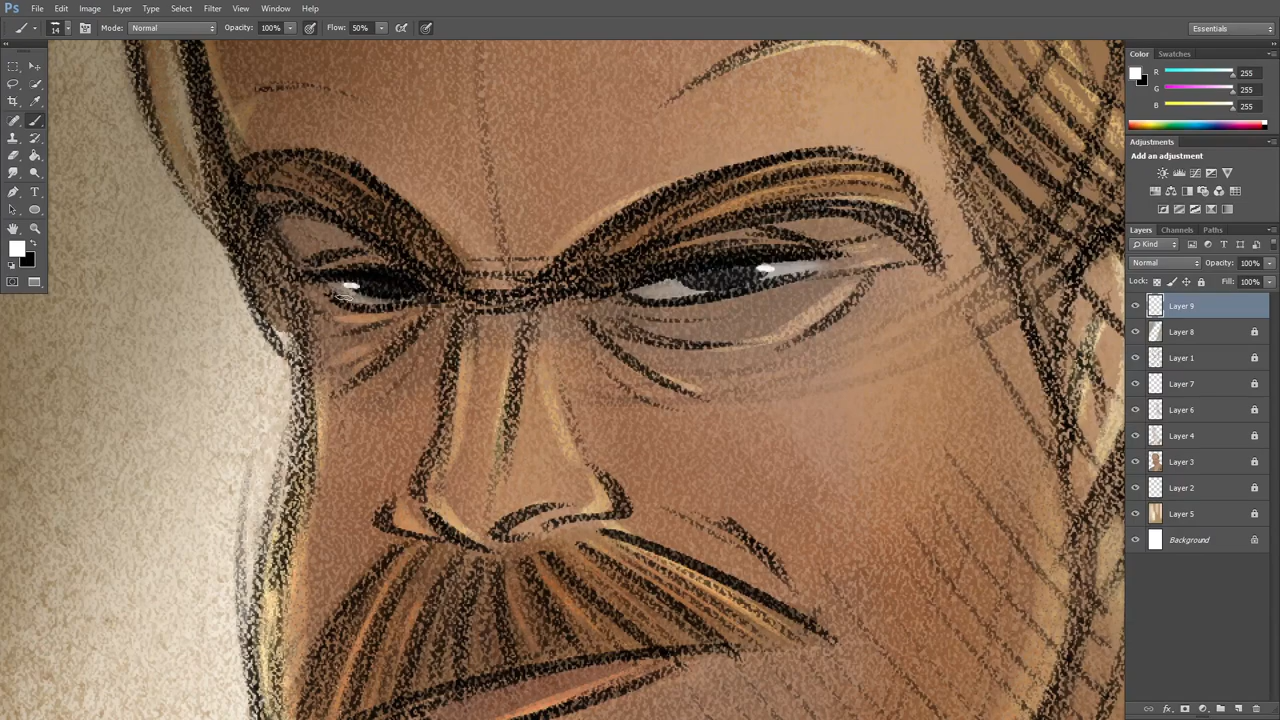 Ps File Edit Image Layer Type Select Filter View Window Help
14 Mode: Normal Opacity: 100% Flow: 50% Essentials
Color Swatches
R 255
G 255
B 255
Adjustments
Add an adjustment
Layers Channels Paths
Kind
Normal Opacity: 100%
Lock: Fill: 100%
Layer 9
Layer 8
Layer 1
Layer 7
Layer 6
Layer 4
Layer 3
Layer 2
Layer 5
Background